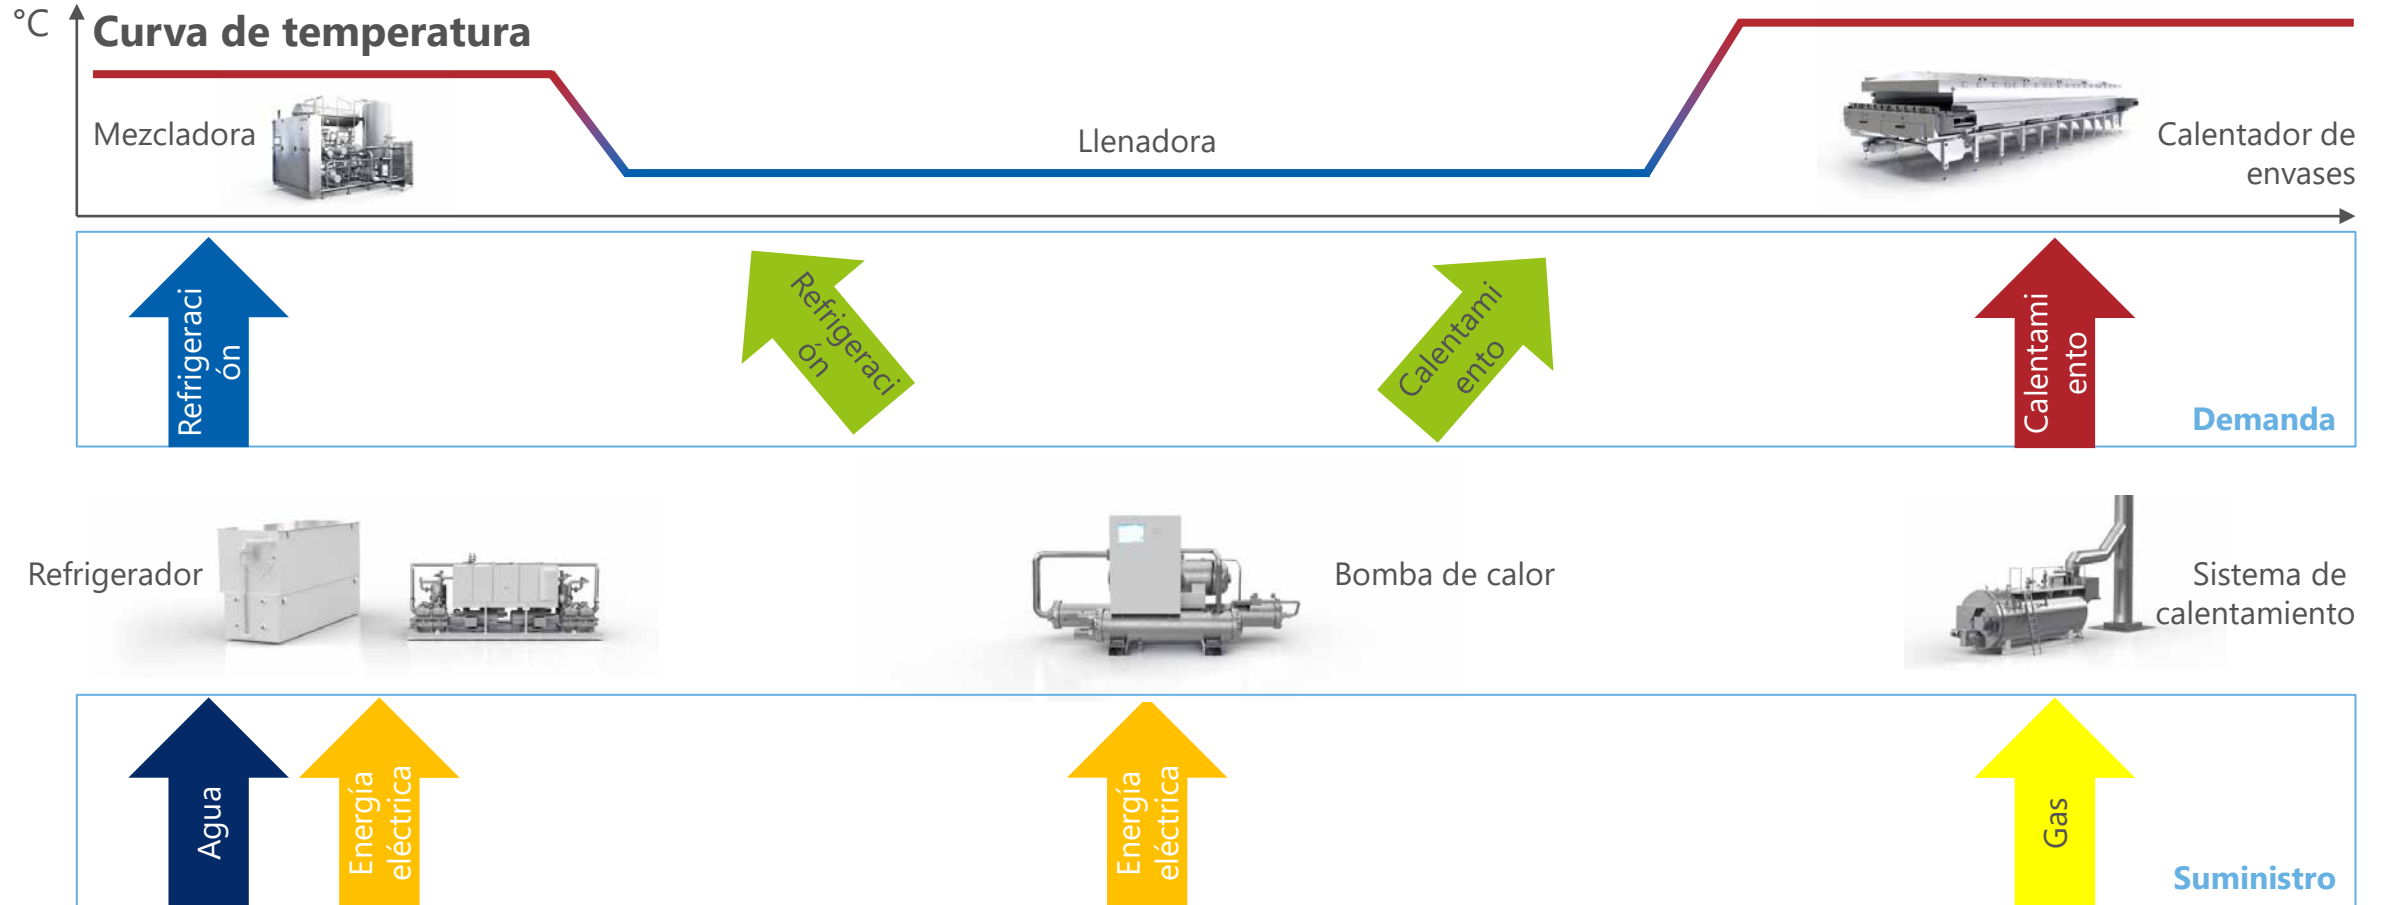 °C
Curva de temperatura
Mezcladora
Llenadora
Calentador de
envases
Refrigeraci
ón
Refrigeraci
ón
Calentami
ento
Calentami
ento
Demanda
Refrigerador
Bomba de calor
Sistema de
calentamiento
Agua
Energía
eléctrica
Energía
eléctrica
Gas
Suministro